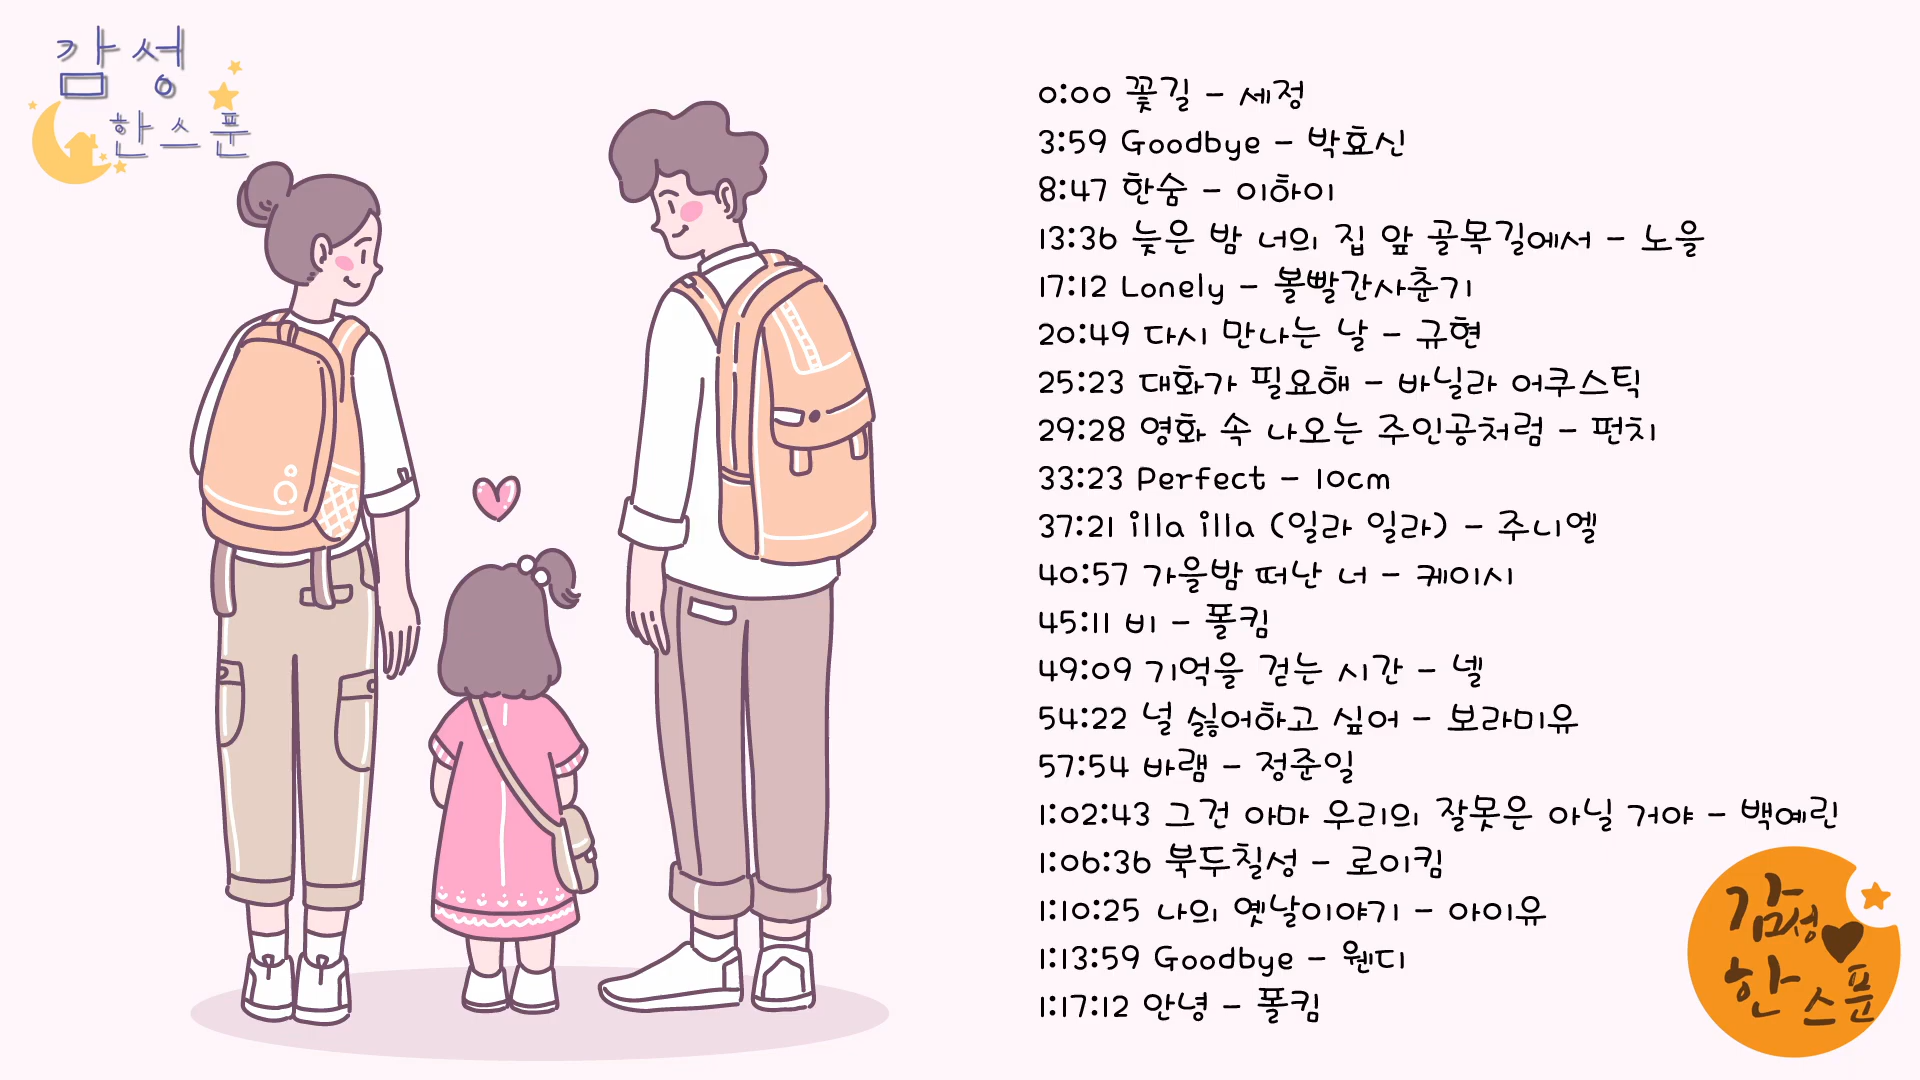 감성
한스푼
0:00 꽃길 - 세정
3:59 Goodbye - 박효신
8:47 한숨 - 이하이
13:36 늦은 밤 너의 집 앞 골목길에서 - 노을
17:12 Lonely - 볼빨간사춘기
20:49 다시 만나는 날 - 규현
25:23 대화가 필요해 - 바닐라 어쿠스틱
29:28 영화 속 나오는 주인공처럼 - 펀치
33:23 Perfect - 10cm
37:21 illa illa (일라 일라) - 주니엘
40:57 가을밤 떠난 너 - 케이시
45:11 비 - 폴킴
49:09 기억을 걷는 시간 - 넬
54:22 널 싫어하고 싶어 - 보라미유
57:54 바램 - 정준일
1:02:43 그건 아마 우리의 잘못은 아닐 거야 - 백예린
1:06:36 북두칠성 - 로이킴
1:10:25 나의 옛날이야기 - 아이유
1:13:59 Goodbye - 웬디
1:17:12 안녕 - 폴킴
감성
한스푼